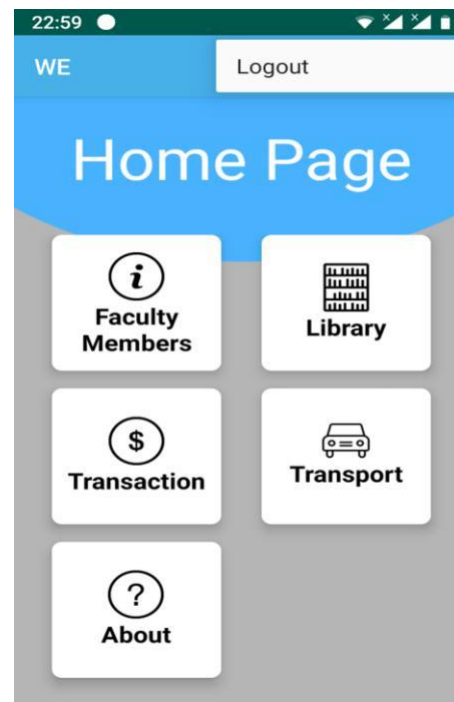 22:59
WE
Logout
Home Page
i
Faculty
Members
Library
$
Transaction
Transport
?
About